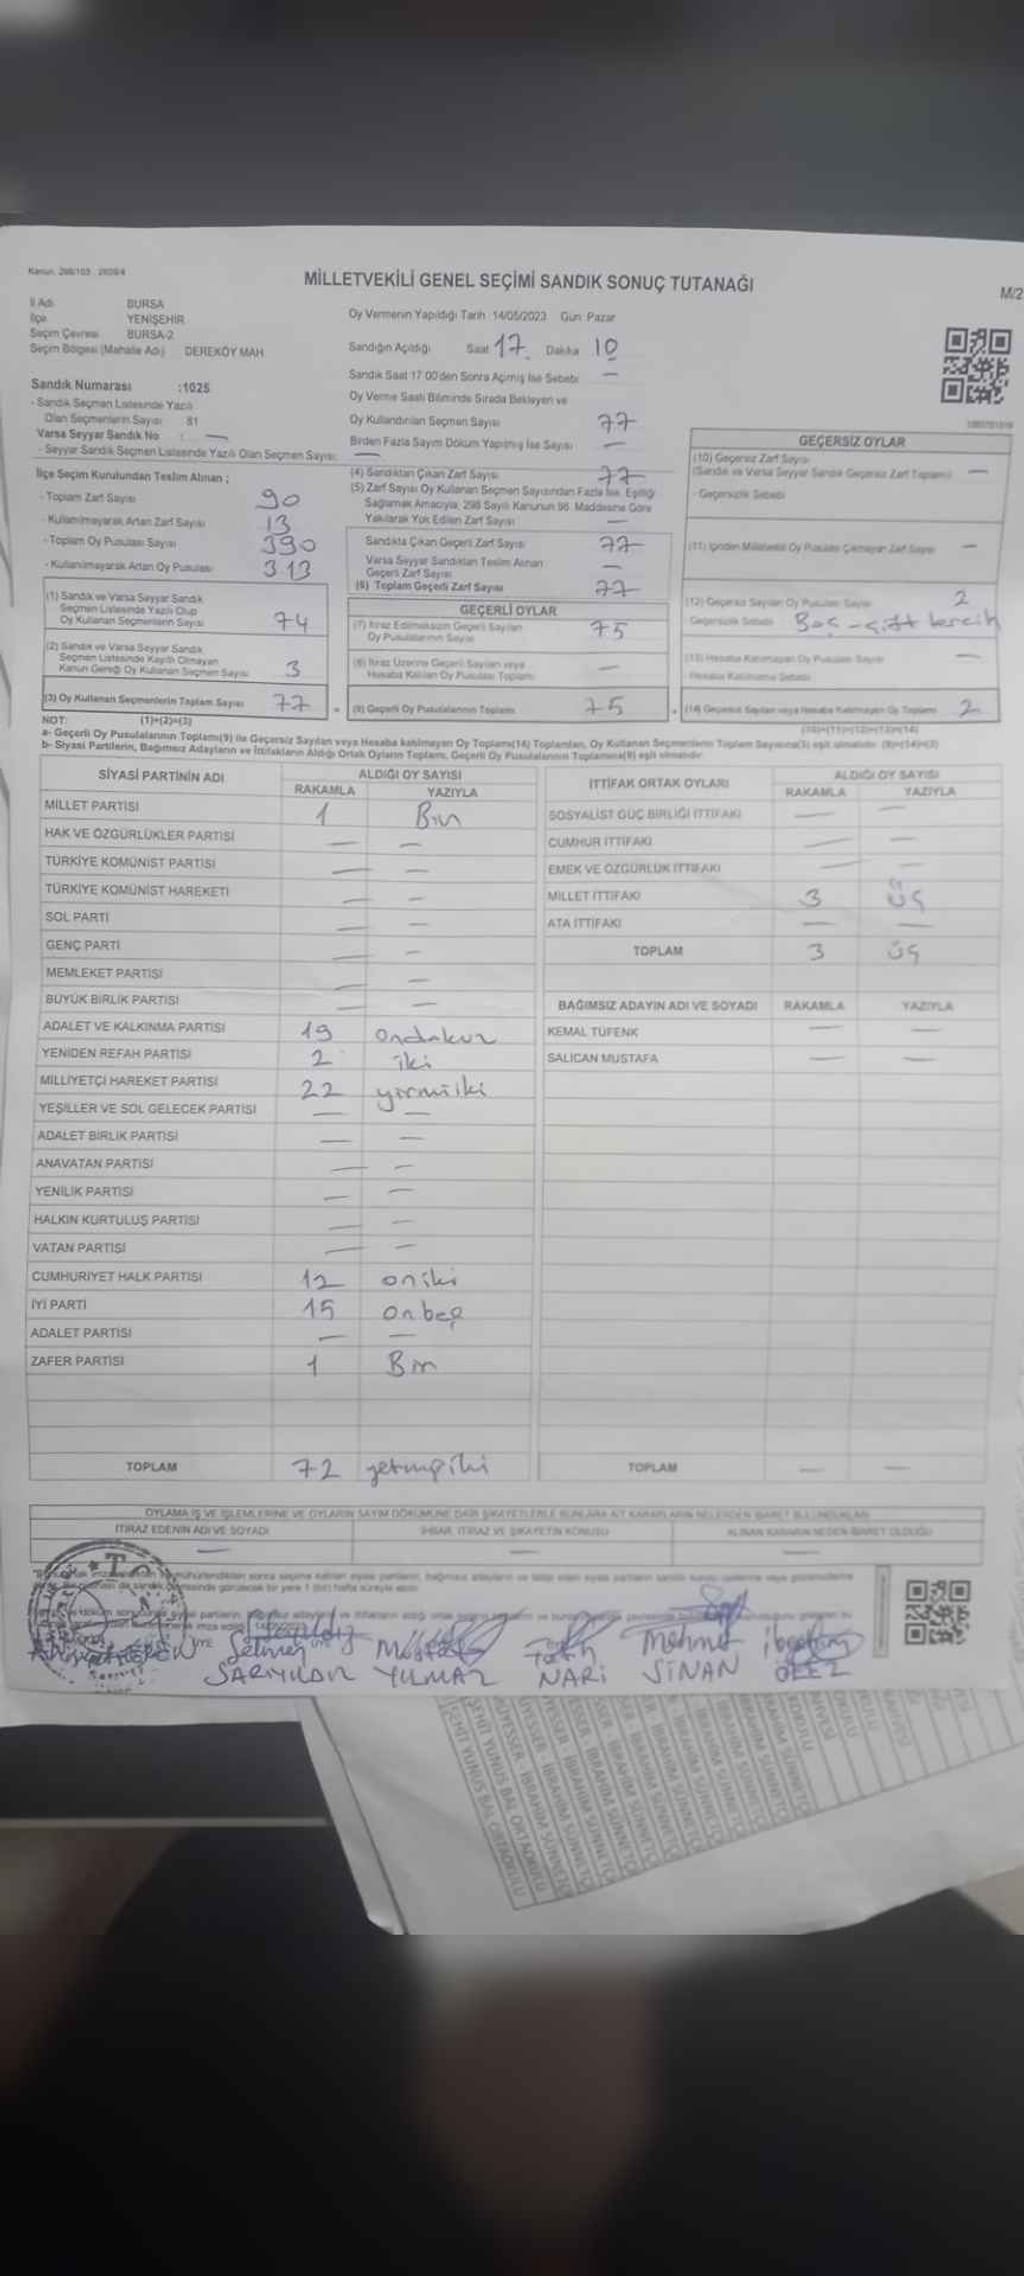 MİLLETVEKİLİ GENEL SEÇİMİ SANDIK SONUÇ TUTANAĞI
M/2
İl Adı BURSA
İlçe YENİŞEHİR
Seçim Çevresi BURSA-2
Seçim Bölgesi (Mahalle Adı) DEREKÖY MAH.
Sandık Numarası :1025
- Sandık Seçmen Listesinde Yazılı
Olan Seçmenlerin Sayısı 81
Varsa Seyyar Sandık No : —
- Seyyar Sandık Seçmen Listesinde Yazılı Olan Seçmen Sayısı: —
Oy Vermenin Yapıldığı Tarih :14/05/2023 Gün: Pazar
Sandığın Açıldığı Saat 17 Dakika 10
Sandık Saat 17:00'den Sonra Açılmış İse Sebebi —
Oy Verme Saati Bitiminde Sırada Bekleyen ve
Oy Kullandırılan Seçmen Sayısı 77
Birden Fazla Sayım Döküm Yapılmış İse Sayısı —
İlçe Seçim Kurulundan Teslim Alınan ;
- Toplam Zarf Sayısı 90
- Kullanılmayarak Artan Zarf Sayısı 13
- Toplam Oy Pusulası Sayısı 390
- Kullanılmayarak Artan Oy Pusulası 313
(1) Sandık ve Varsa Seyyar Sandık
Seçmen Listesinde Yazılı Olup
Oy Kullanan Seçmenlerin Sayısı 74
(2) Sandık ve Varsa Seyyar Sandık
Seçmen Listesinde Kayıtlı Olmayan
Kanun Gereği Oy Kullanan Seçmen Sayısı 3
(3) Oy Kullanan Seçmenlerin Toplam Sayısı 77
(4) Sandıktan Çıkan Zarf Sayısı 77
(5) Zarf Sayısı Oy Kullanan Seçmen Sayısından Fazla İse, Eşitliği
Sağlamak Amacıyla, 298 Sayılı Kanunun 98. Maddesine Göre
Yakılarak Yok Edilen Zarf Sayısı —
Sandıkta Çıkan Geçerli Zarf Sayısı 77
Varsa Seyyar Sandıktan Teslim Alınan
Geçerli Zarf Sayısı —
(6) Toplam Geçerli Zarf Sayısı 77
GEÇERLİ OYLAR
(7) İtiraz Edilmeksizin Geçerli Sayılan
Oy Pusulalarının Sayısı 75
(8) İtiraz Üzerine Geçerli Sayılan veya
Hesaba Katılan Oy Pusulası Toplamı —
(9) Geçerli Oy Pusulalarının Toplamı 75
GEÇERSİZ OYLAR
(10) Geçersiz Zarf Sayısı
(Sandık ve Varsa Seyyar Sandık Geçersiz Zarf Toplamı) —
- Geçersizlik Sebebi
(11) İçinden Milletvekili Oy Pusulası Çıkmayan Zarf Sayısı —
(12) Geçersiz Sayılan Oy Pusulası Sayısı 2
Geçersizlik Sebebi Boş - çift tercih
(13) Hesaba Katılmayan Oy Pusulası Sayısı —
Hesaba Katılmama Sebebi
(14) Geçersiz Sayılan veya Hesaba Katılmayan Oy Toplamı 2
NOT: (1)+(2)=(3)
(10)+(11)+(12)+(13)=(14)
a- Geçerli Oy Pusulalarının Toplamı(9) ile Geçersiz Sayılan veya Hesaba katılmayan Oy Toplamı(14) Toplamları, Oy Kullanan Seçmenlerin Toplam Sayısına(3) eşit olmalıdır. (9)+(14)=(3)
b- Siyasi Partilerin, Bağımsız Adayların ve İttifakların Aldığı Ortak Oyların Toplamı, Geçerli Oy Pusulalarının Toplamına(9) eşit olmalıdır
SİYASİ PARTİNİN ADI ALDIĞI OY SAYISI
RAKAMLA YAZIYLA
MİLLET PARTİSİ 1 Bir
HAK VE ÖZGÜRLÜKLER PARTİSİ — —
TÜRKİYE KOMÜNİST PARTİSİ — —
TÜRKİYE KOMÜNİST HAREKETİ — —
SOL PARTİ — —
GENÇ PARTİ — —
MEMLEKET PARTİSİ — —
BÜYÜK BİRLİK PARTİSİ — —
ADALET VE KALKINMA PARTİSİ 19 ondokuz
YENİDEN REFAH PARTİSİ 2 iki
MİLLİYETÇİ HAREKET PARTİSİ 22 yirmiiki
YEŞİLLER VE SOL GELECEK PARTİSİ — —
ADALET BİRLİK PARTİSİ — —
ANAVATAN PARTİSİ — —
YENİLİK PARTİSİ — —
HALKIN KURTULUŞ PARTİSİ — —
VATAN PARTİSİ — —
CUMHURİYET HALK PARTİSİ 12 oniki
İYİ PARTİ 15 onbeş
ADALET PARTİSİ — —
ZAFER PARTİSİ 1 Bir
TOPLAM 72 yetmişiki
İTTİFAK ORTAK OYLARI ALDIĞI OY SAYISI
RAKAMLA YAZIYLA
SOSYALİST GÜÇ BİRLİĞİ İTTİFAKI — —
CUMHUR İTTİFAKI — —
EMEK VE ÖZGÜRLÜK İTTİFAKI — —
MİLLET İTTİFAKI 3 üç
ATA İTTİFAKI — —
TOPLAM 3 üç
BAĞIMSIZ ADAYIN ADI VE SOYADI RAKAMLA YAZIYLA
KEMAL TÜFENK — —
SALİCAN MUSTAFA — —
TOPLAM — —
OYLAMA İŞ VE İŞLEMLERİNE VE OYLARIN SAYIM DÖKÜMÜNE DAİR ŞİKAYETLERLE BUNLARA AİT KARARLARIN NELERDEN İBARET BULUNDUKLARI
İTİRAZ EDENİN ADI VE SOYADI İHBAR, İTİRAZ VE ŞİKAYETİN KONUSU ALINAN KARARIN NEDEN İBARET OLDUĞU
— — —
Selmen Mustafa Fatih Mehmet İbrahim
YILMAZ NARİ SİNAN